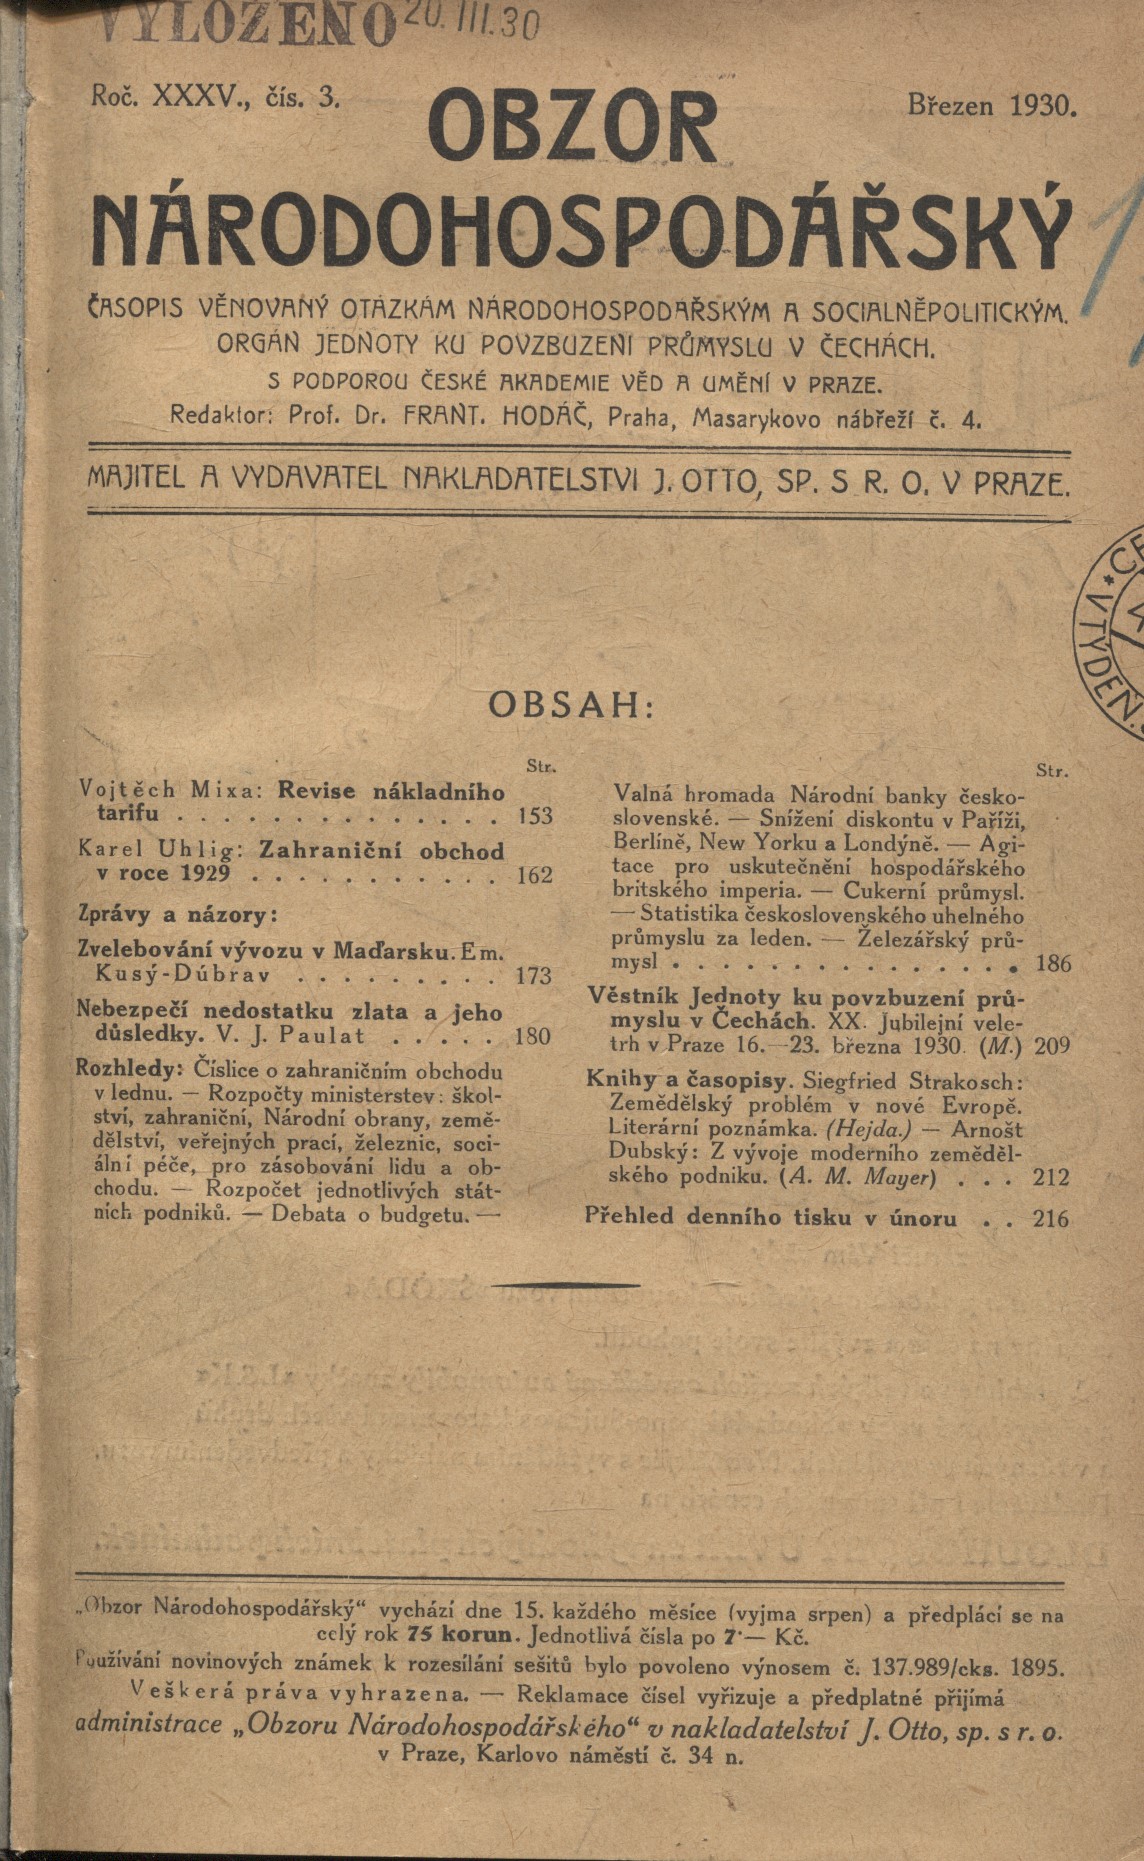 VYLOŽENO 20. III. 30
Roč. XXXV., čís. 3.
Březen 1930.
OBZOR
NÁRODOHOSPODÁŘSKÝ
ČASOPIS VĚNOVANÝ OTÁZKÁM NÁRODOHOSPODÁŘSKÝM A SOCIALNĚPOLITICKÝM.
ORGÁN JEDNOTY KU POVZBUZENÍ PRŮMYSLU V ČECHÁCH.
S PODPOROU ČESKÉ AKADEMIE VĚD A UMĚNÍ V PRAZE.
Redaktor: Prof. Dr. FRANT. HODÁČ, Praha, Masarykovo nábřeží č. 4.
MAJITEL A VYDAVATEL NAKLADATELSTVI J. OTTO, SP. S R. O. V PRAZE.
V TÝDEN
OBSAH:
Str.
Vojtěch Mixa: Revise nákladního
tarifu . . . . . . . . . . . . . . 153
Karel Uhlig: Zahraniční obchod
v roce 1929 . . . . . . . . . . . 162
Zprávy a názory:
Zvelebování vývozu v Maďarsku. Em.
Kusý-Dúbrav . . . . . . . . . 173
Nebezpečí nedostatku zlata a jeho
důsledky. V. J. Paulat . . . . . 180
Rozhledy: Číslice o zahraničním obchodu
v lednu. — Rozpočty ministerstev: škol-
ství, zahraniční, Národní obrany, země-
dělství, veřejných prací, železnic, soci-
ální péče, pro zásobování lidu a ob-
chodu. — Rozpočet jednotlivých stát-
ních podniků. — Debata o budgetu. —
Str.
Valná hromada Národní banky česko-
slovenské. — Snížení diskontu v Paříži,
Berlíně, New Yorku a Londýně. — Agi-
tace pro uskutečnění hospodářského
britského imperia. — Cukerní průmysl.
— Statistika československého uhelného
průmyslu za leden. — Železářský prů-
mysl . . . . . . . . . . . . . . . 186
Věstník Jednoty ku povzbuzení prů-
myslu v Čechách. XX. Jubilejní vele-
trh v Praze 16.—23. března 1930. (M.) 209
Knihy a časopisy. Siegfried Strakosch:
Zemědělský problém v nové Evropě.
Literární poznámka. (Hejda.) — Arnošt
Dubský: Z vývoje moderního zeměděl-
ského podniku. (A. M. Mayer) . . . 212
Přehled denního tisku v únoru . . 216
„Obzor Národohospodářský“ vychází dne 15. každého měsíce (vyjma srpen) a předplácí se na
celý rok 75 korun. Jednotlivá čísla po 7·— Kč.
Používání novinových známek k rozesílání sešitů bylo povoleno výnosem č. 137.989/cks. 1895.
Veškerá práva vyhrazena. — Reklamace čísel vyřizuje a předplatné přijímá
administrace „Obzoru Národohospodářského“ v nakladatelství J. Otto, sp. s r. o.
v Praze, Karlovo náměstí č. 34 n.